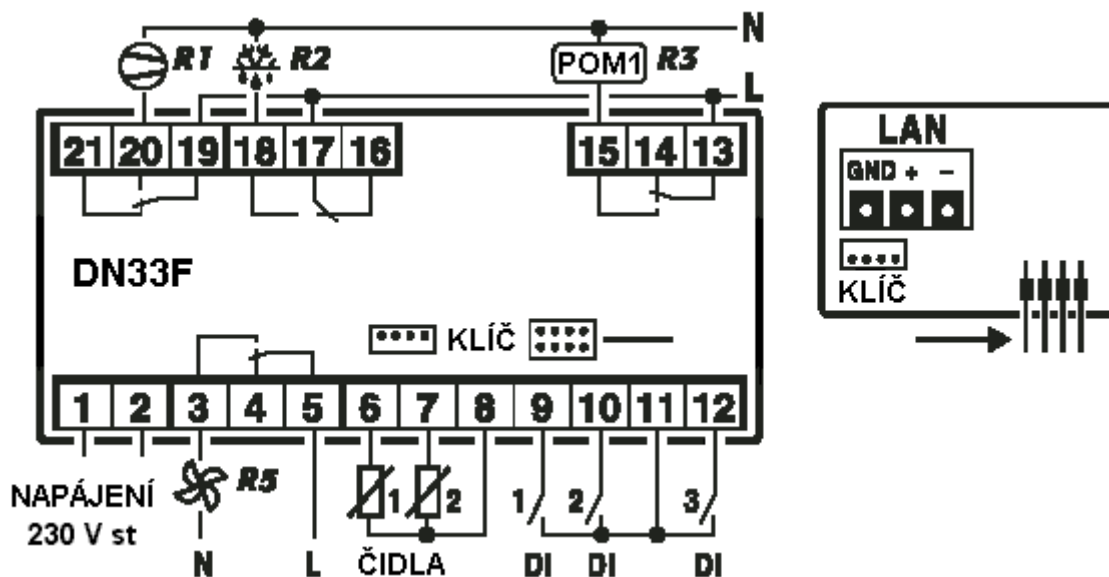 N
R1 R2 POM1 R3
L
21 20 19 18 17 16 15 14 13
LAN
GND + -
DN33F
KLÍČ
KLÍČ
1 2 3 4 5 6 7 8 9 10 11 12
NAPÁJENÍ
230 V st
R5
1 2 1 2 3
N L ČIDLA DI DI DI